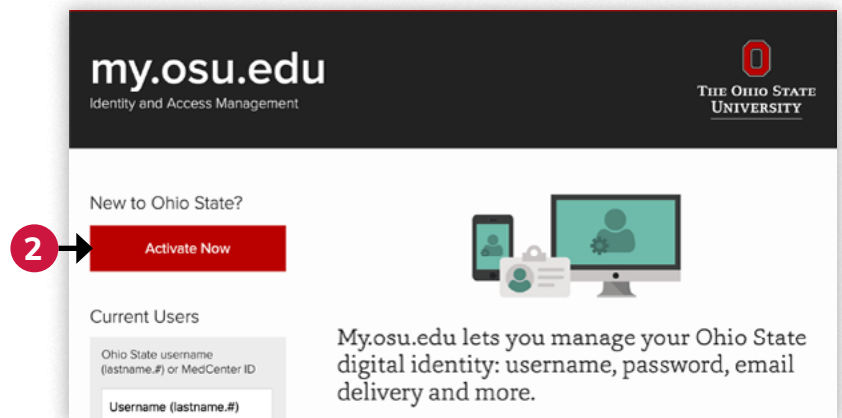 my.osu.edu
Identity and Access Management
O
THE OHIO STATE
UNIVERSITY
New to Ohio State?
2
Activate Now
Current Users
Ohio State username
(lastname.#) or MedCenter ID
Username (lastname.#)
My.osu.edu lets you manage your Ohio State
digital identity: username, password, email
delivery and more.